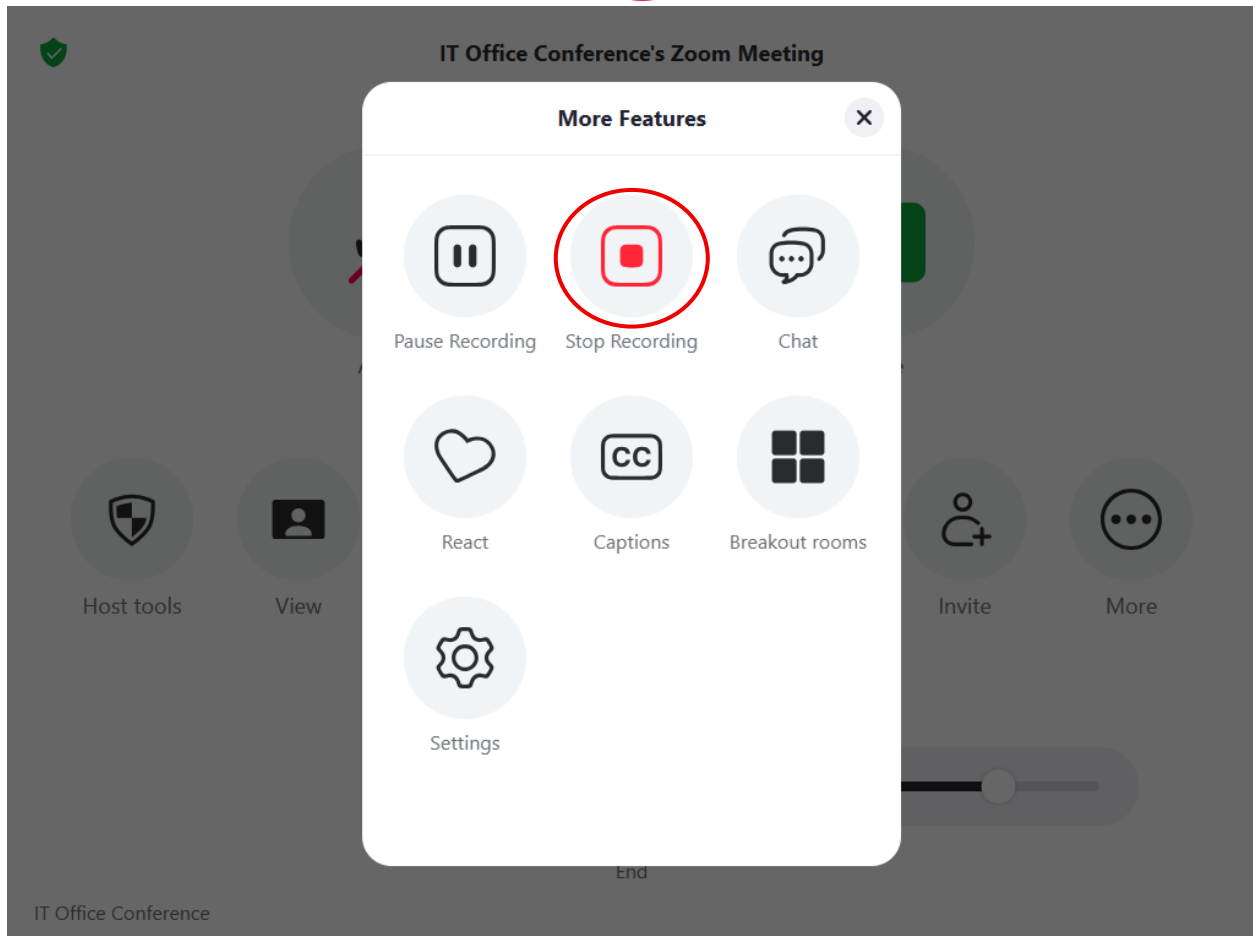 IT Office Conference's Zoom Meeting
More Features
Pause Recording
Stop Recording
Chat
React
CC
Captions
Breakout rooms
Host tools
View
Invite
More
Settings
End
IT Office Conference